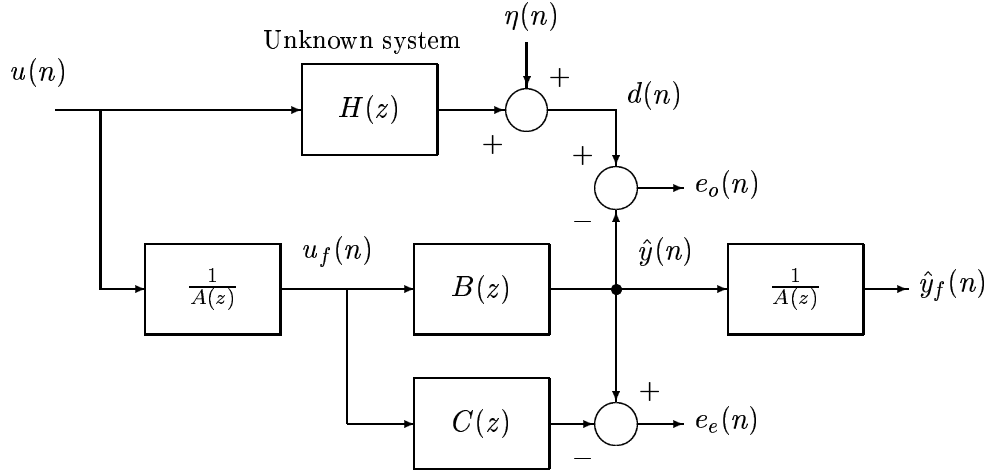 η(n)
Unknown system
u(n)
+
d(n)
H(z)
+
+
e_o(n)
−
u_f(n)
ŷ(n)
1/A(z)
B(z)
1/A(z)
ŷ_f(n)
+
C(z)
e_e(n)
−